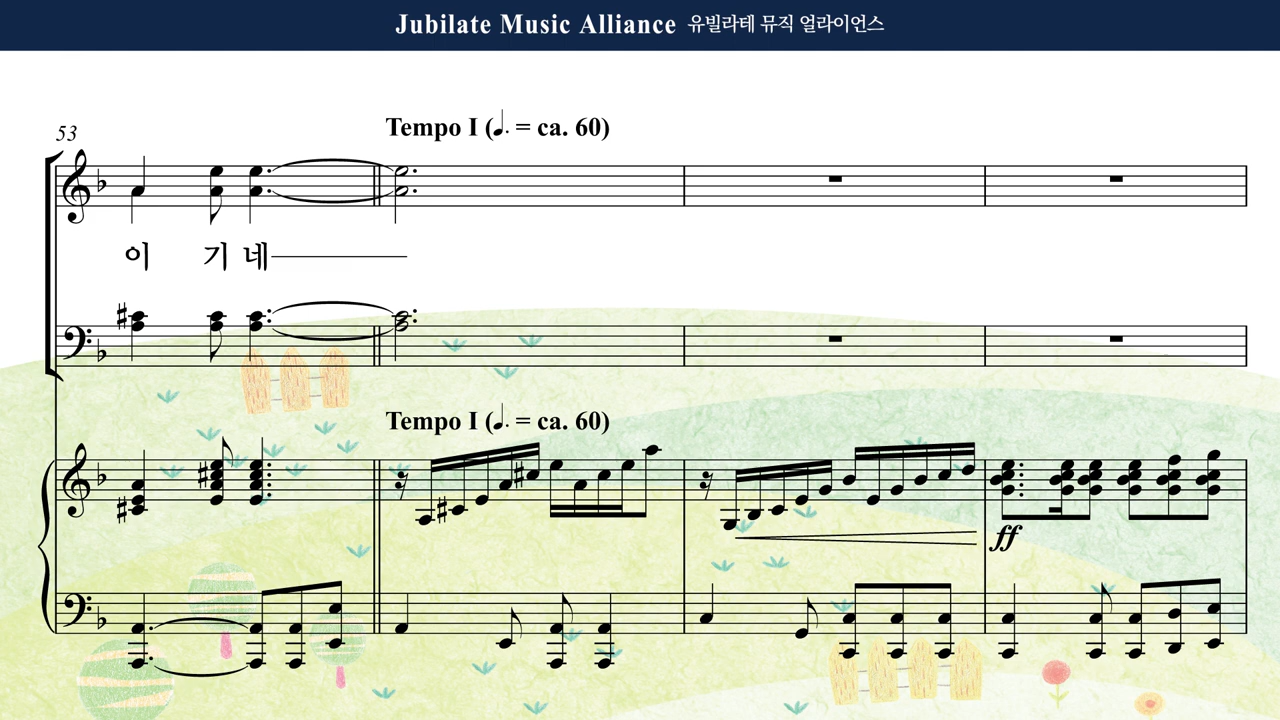 Jubilate Music Alliance 유빌라테 뮤직 얼라이언스
Tempo I (♩. = ca. 60)
53
이 기 네
Tempo I (♩. = ca. 60)
ff